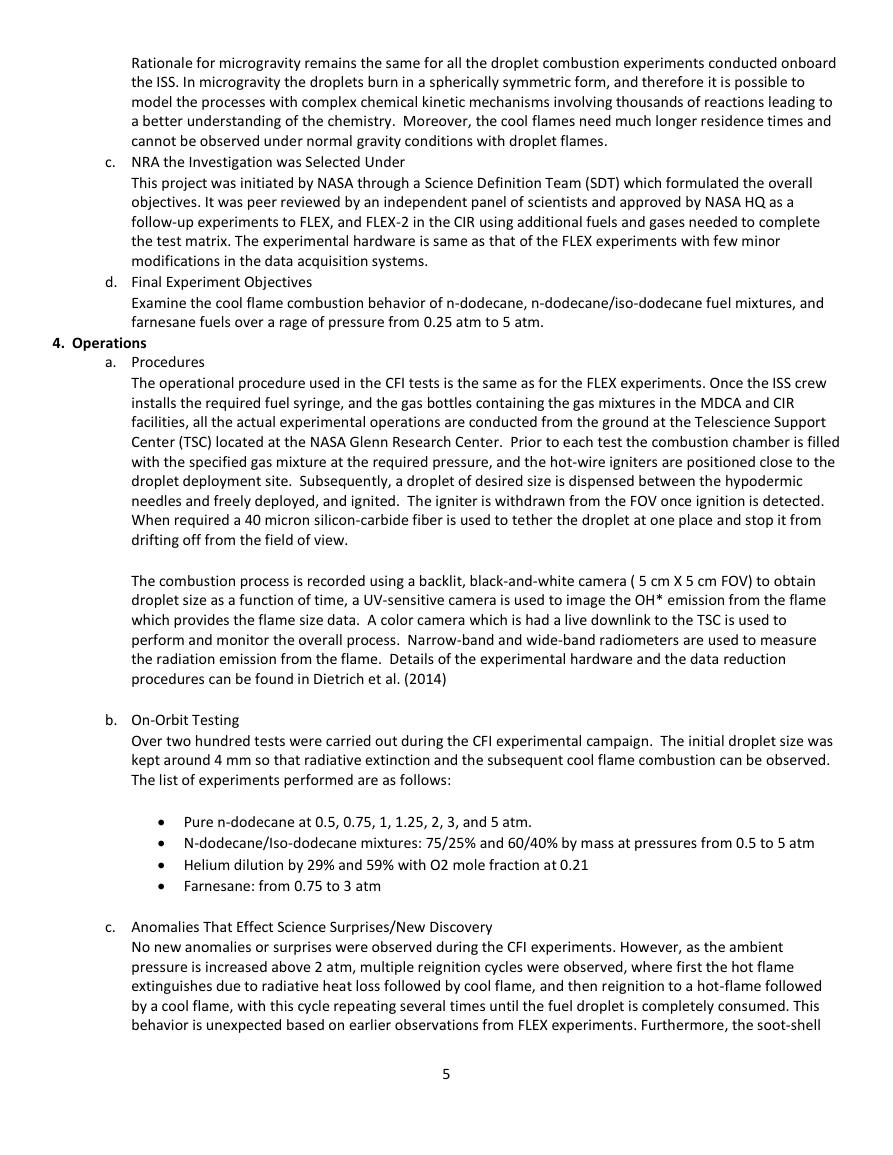 Rationale for microgravity remains the same for all the droplet combustion experiments conducted onboard
the ISS. In microgravity the droplets burn in a spherically symmetric form, and therefore it is possible to
model the processes with complex chemical kinetic mechanisms involving thousands of reactions leading to
a better understanding of the chemistry.  Moreover, the cool flames need much longer residence times and
cannot be observed under normal gravity conditions with droplet flames.
c. NRA the Investigation was Selected Under
This project was initiated by NASA through a Science Definition Team (SDT) which formulated the overall
objectives. It was peer reviewed by an independent panel of scientists and approved by NASA HQ as a
follow-up experiments to FLEX, and FLEX-2 in the CIR using additional fuels and gases needed to complete
the test matrix. The experimental hardware is same as that of the FLEX experiments with few minor
modifications in the data acquisition systems.
d. Final Experiment Objectives
Examine the cool flame combustion behavior of n-dodecane, n-dodecane/iso-dodecane fuel mixtures, and
farnesane fuels over a rage of pressure from 0.25 atm to 5 atm.
4. Operations
a. Procedures
The operational procedure used in the CFI tests is the same as for the FLEX experiments. Once the ISS crew
installs the required fuel syringe, and the gas bottles containing the gas mixtures in the MDCA and CIR
facilities, all the actual experimental operations are conducted from the ground at the Telescience Support
Center (TSC) located at the NASA Glenn Research Center.  Prior to each test the combustion chamber is filled
with the specified gas mixture at the required pressure, and the hot-wire igniters are positioned close to the
droplet deployment site.  Subsequently, a droplet of desired size is dispensed between the hypodermic
needles and freely deployed, and ignited.  The igniter is withdrawn from the FOV once ignition is detected.
When required a 40 micron silicon-carbide fiber is used to tether the droplet at one place and stop it from
drifting off from the field of view.
The combustion process is recorded using a backlit, black-and-white camera ( 5 cm X 5 cm FOV) to obtain
droplet size as a function of time, a UV-sensitive camera is used to image the OH* emission from the flame
which provides the flame size data.  A color camera which is had a live downlink to the TSC is used to
perform and monitor the overall process.  Narrow-band and wide-band radiometers are used to measure
the radiation emission from the flame.  Details of the experimental hardware and the data reduction
procedures can be found in Dietrich et al. (2014)
b. On-Orbit Testing
Over two hundred tests were carried out during the CFI experimental campaign.  The initial droplet size was
kept around 4 mm so that radiative extinction and the subsequent cool flame combustion can be observed.
The list of experiments performed are as follows:
• Pure n-dodecane at 0.5, 0.75, 1, 1.25, 2, 3, and 5 atm.
• N-dodecane/Iso-dodecane mixtures: 75/25% and 60/40% by mass at pressures from 0.5 to 5 atm
• Helium dilution by 29% and 59% with O2 mole fraction at 0.21
• Farnesane: from 0.75 to 3 atm
c. Anomalies That Effect Science Surprises/New Discovery
No new anomalies or surprises were observed during the CFI experiments. However, as the ambient
pressure is increased above 2 atm, multiple reignition cycles were observed, where first the hot flame
extinguishes due to radiative heat loss followed by cool flame, and then reignition to a hot-flame followed
by a cool flame, with this cycle repeating several times until the fuel droplet is completely consumed. This
behavior is unexpected based on earlier observations from FLEX experiments. Furthermore, the soot-shell
5